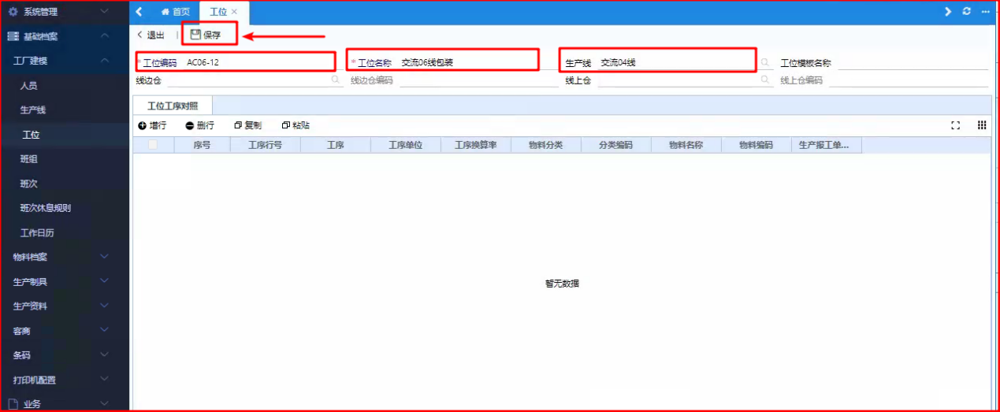 系统管理
基础档案
工厂建模
人员
生产线
工位
班组
班次
班次休息规则
工作日历
物料档案
生产制具
生产资料
客商
条码
打印机配置
业务
首页 工位 ×
退出 保存
* 工位编码 AC06-12 * 工位名称 交流06线包装 生产线 交流04线 工位模板名称
线边仓 线边仓编码 线上仓 线上仓编码
工位工序对照
增行 删行 复制 粘贴
序号 工序行号 工序 工序单位 工序换算率 物料分类 分类编码 物料名称 物料编码 生产报工单...
暂无数据